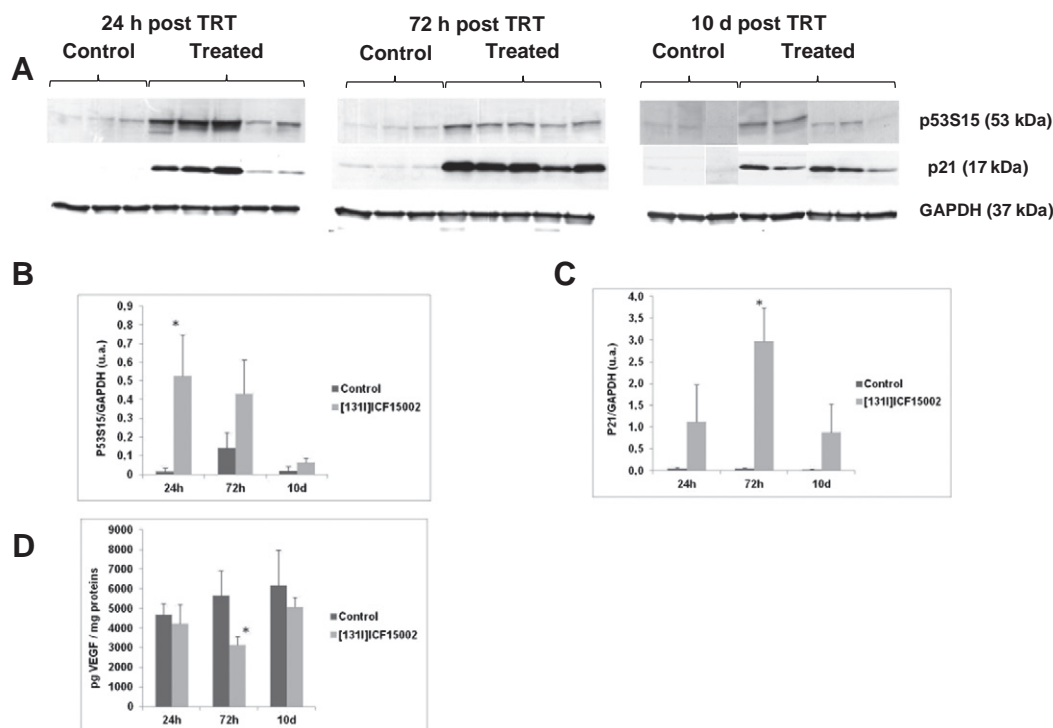 24 h post TRT
72 h post TRT
10 d post TRT
Control Treated
Control Treated
Control Treated
A
p53S15 (53 kDa)
p21 (17 kDa)
GAPDH (37 kDa)
B
0,9
0,8
0,7
0,6
0,5
0,4
0,3
0.2
0.1
0
P53S15/GAPDH (u.a.)
*
24h 72h 10d
Control
[131I]ICF15002
C
4,0
3,5
3,0
2,5
2,0
1,5
1,0
0,5
0,0
P21/GAPDH (u.a.)
*
24h 72h 10d
Control
[131I]ICF15002
D
9000
8000
7000
6000
5000
4000
3000
2000
1000
0
pg VEGF / mg proteins
*
24h 72h 10d
Control
[131I]ICF15002